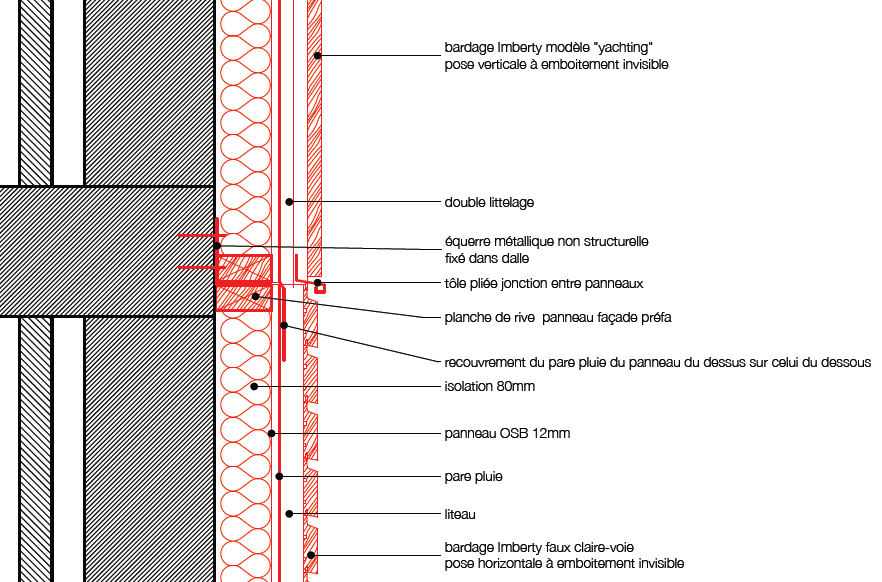 bardage Imberty modèle "yachting"
pose verticale à emboitement invisible
double littelage
équerre métallique non structurelle
fixé dans dalle
tôle pliée jonction entre panneaux
planche de rive panneau façade préfa
recouvrement du pare pluie du panneau du dessus sur celui du dessous
isolation 80mm
panneau OSB 12mm
pare pluie
liteau
bardage Imberty faux claire-voie
pose horizontale à emboitement invisible